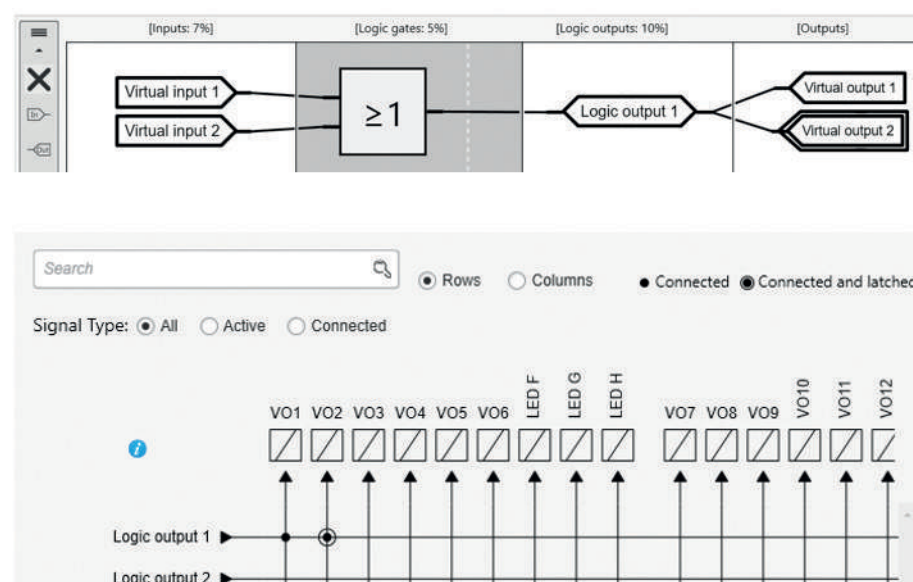 [Inputs: 7%] [Logic gates: 5%] [Logic outputs: 10%] [Outputs]
Virtual input 1
Virtual input 2
≥1
Logic output 1
Virtual output 1
Virtual output 2
In
Out
Search
Rows Columns Connected Connected and latched
Signal Type: All Active Connected
VO1 VO2 VO3 VO4 VO5 VO6 LED F LED G LED H VO7 VO8 VO9 VO10 VO11 VO12
i
Logic output 1
Logic output 2